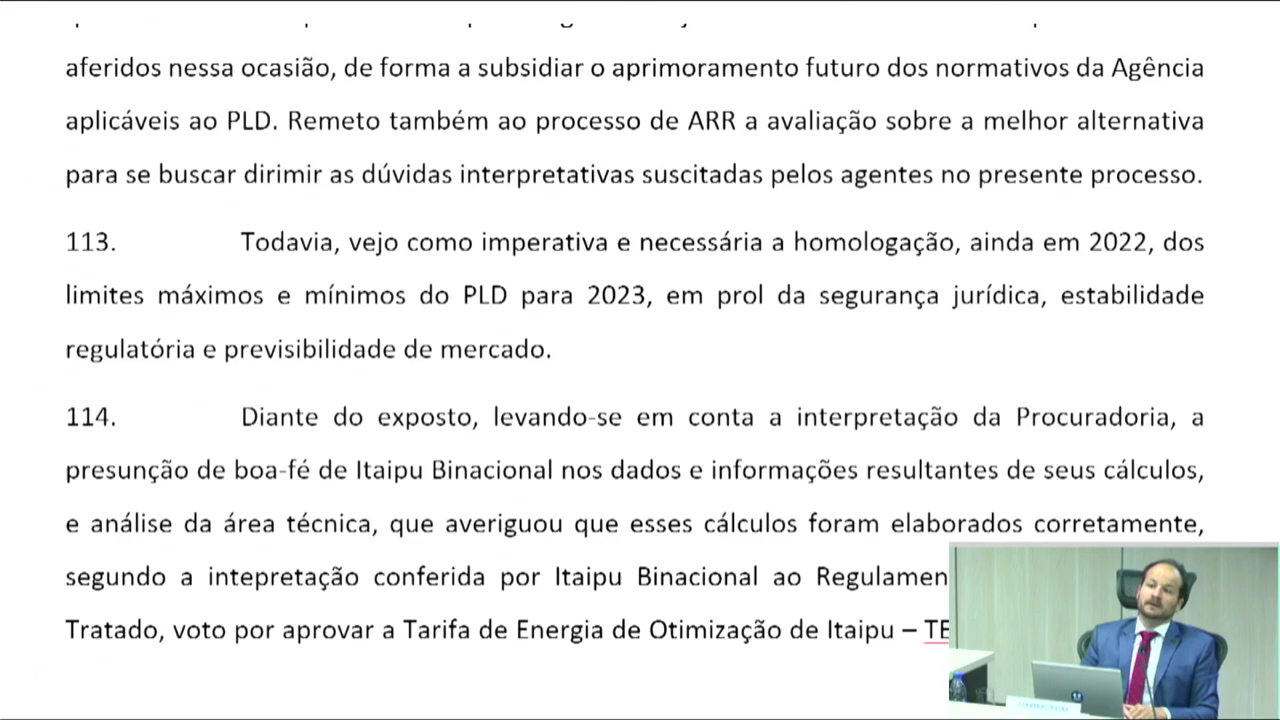 aferidos nessa ocasião, de forma a subsidiar o aprimoramento futuro dos normativos da Agência
aplicáveis ao PLD. Remeto também ao processo de ARR a avaliação sobre a melhor alternativa
para se buscar dirimir as dúvidas interpretativas suscitadas pelos agentes no presente processo.
113. Todavia, vejo como imperativa e necessária a homologação, ainda em 2022, dos
limites máximos e mínimos do PLD para 2023, em prol da segurança jurídica, estabilidade
regulatória e previsibilidade de mercado.
114. Diante do exposto, levando-se em conta a interpretação da Procuradoria, a
presunção de boa-fé de Itaipu Binacional nos dados e informações resultantes de seus cálculos,
e análise da área técnica, que averiguou que esses cálculos foram elaborados corretamente,
segundo a intepretação conferida por Itaipu Binacional ao Regulamen
Tratado, voto por aprovar a Tarifa de Energia de Otimização de Itaipu – TE